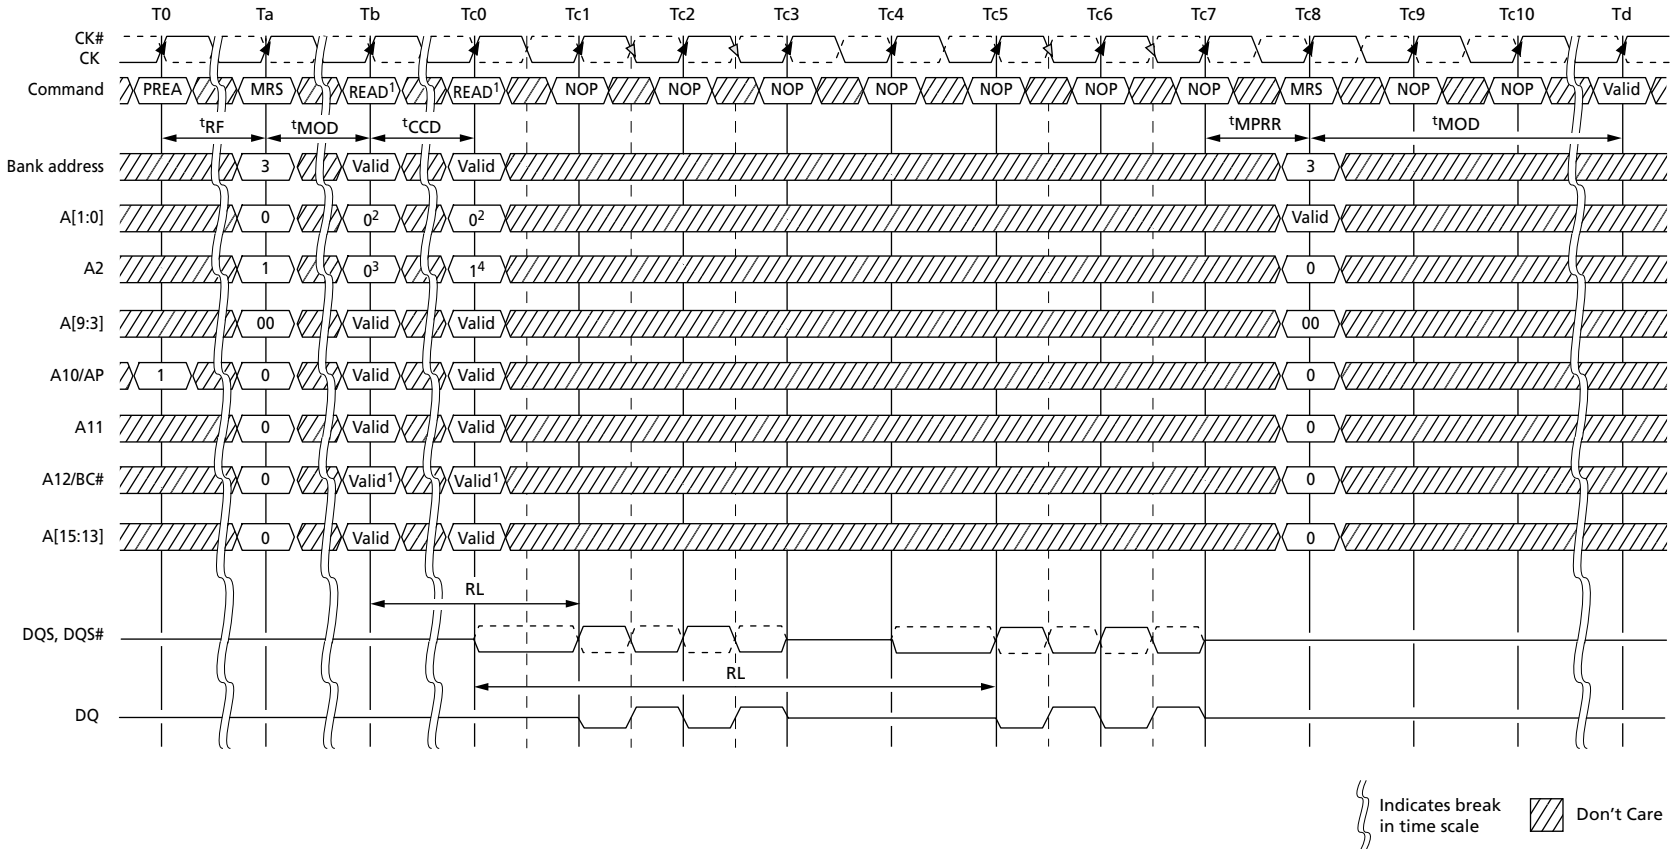 T0 Ta Tb Tc0 Tc1 Tc2 Tc3 Tc4 Tc5 Tc6 Tc7 Tc8 Tc9 Tc10 Td
CK#
CK
Command PREA MRS READ¹ READ¹ NOP NOP NOP NOP NOP NOP NOP MRS NOP NOP Valid
ᵗRF ᵗMOD ᵗCCD ᵗMPRR ᵗMOD
Bank address 3 Valid Valid 3
A[1:0] 0 0² 0² Valid
A2 1 0³ 1⁴ 0
A[9:3] 00 Valid Valid 00
A10/AP 1 0 Valid Valid 0
A11 0 Valid Valid 0
A12/BC# 0 Valid¹ Valid¹ 0
A[15:13] 0 Valid Valid 0
RL
DQS, DQS#
RL
DQ
Indicates break
in time scale
Don't Care